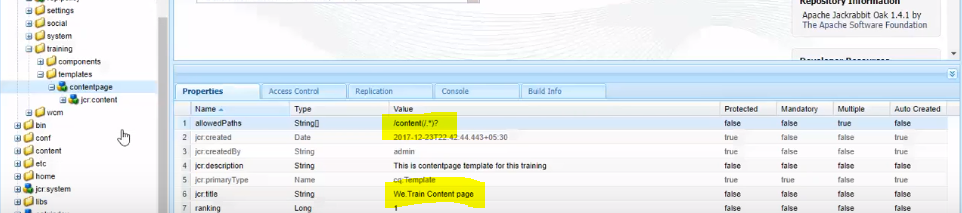 settings
social
system
training
components
templates
contentpage
jcr:content
wcm
bin
conf
content
etc
home
jcr:system
libs
Repository Information
Apache Jackrabbit Oak 1.4.1 by
The Apache Software Foundation
Developer Resources
Properties Access Control Replication Console Build Info
Name Type Value Protected Mandatory Multiple Auto Created
1 allowedPaths String[] /content(/.*)? false false true false
2 jcr:created Date 2017-12-23T22:42:44.443+05:30 true false false true
3 jcr:createdBy String admin true false false true
4 jcr:description String This is contentpage template for this training false false false false
5 jcr:primaryType Name cq:Template true true false true
6 jcr:title String We.Train Content page false false false false
7 ranking Long 1 false false false false